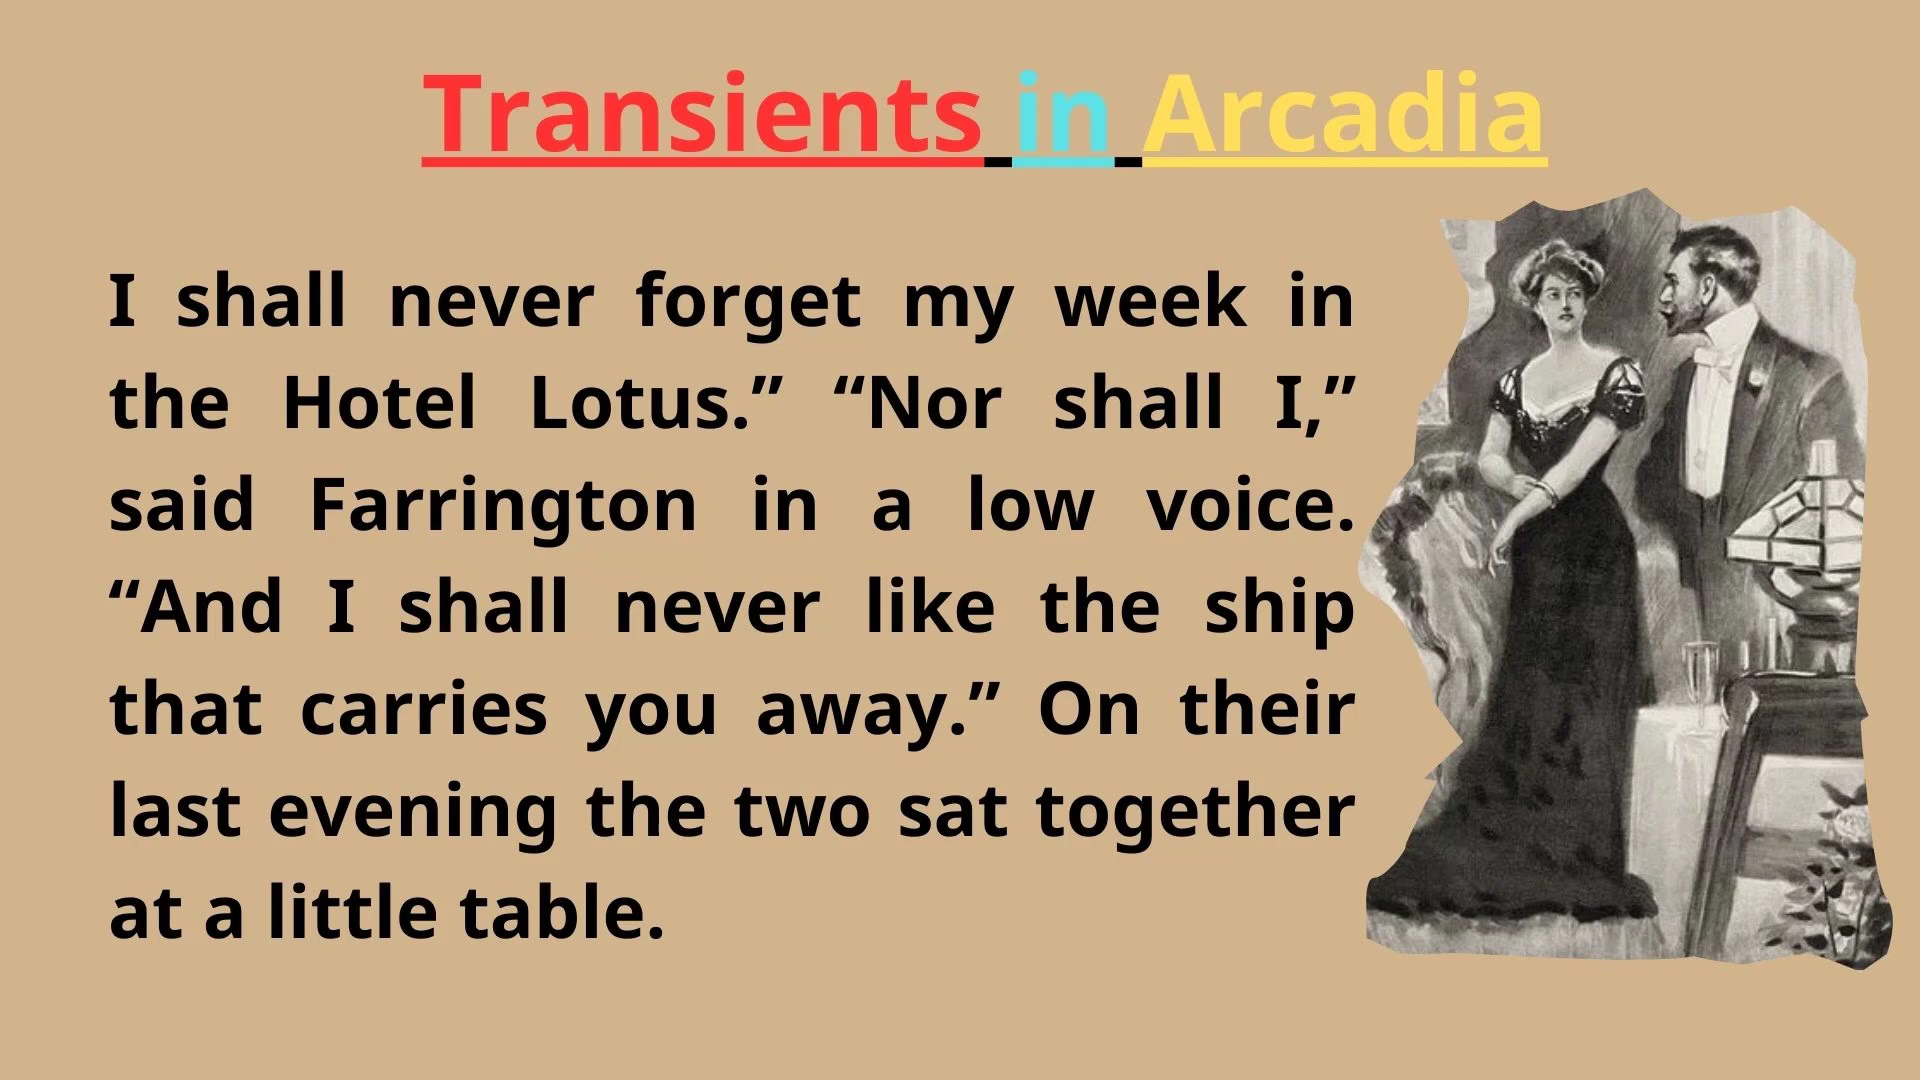 Transients in Arcadia
I shall never forget my week in
the Hotel Lotus.” “Nor shall I,”
said Farrington in a low voice.
“And I shall never like the ship
that carries you away.” On their
last evening the two sat together
at a little table.